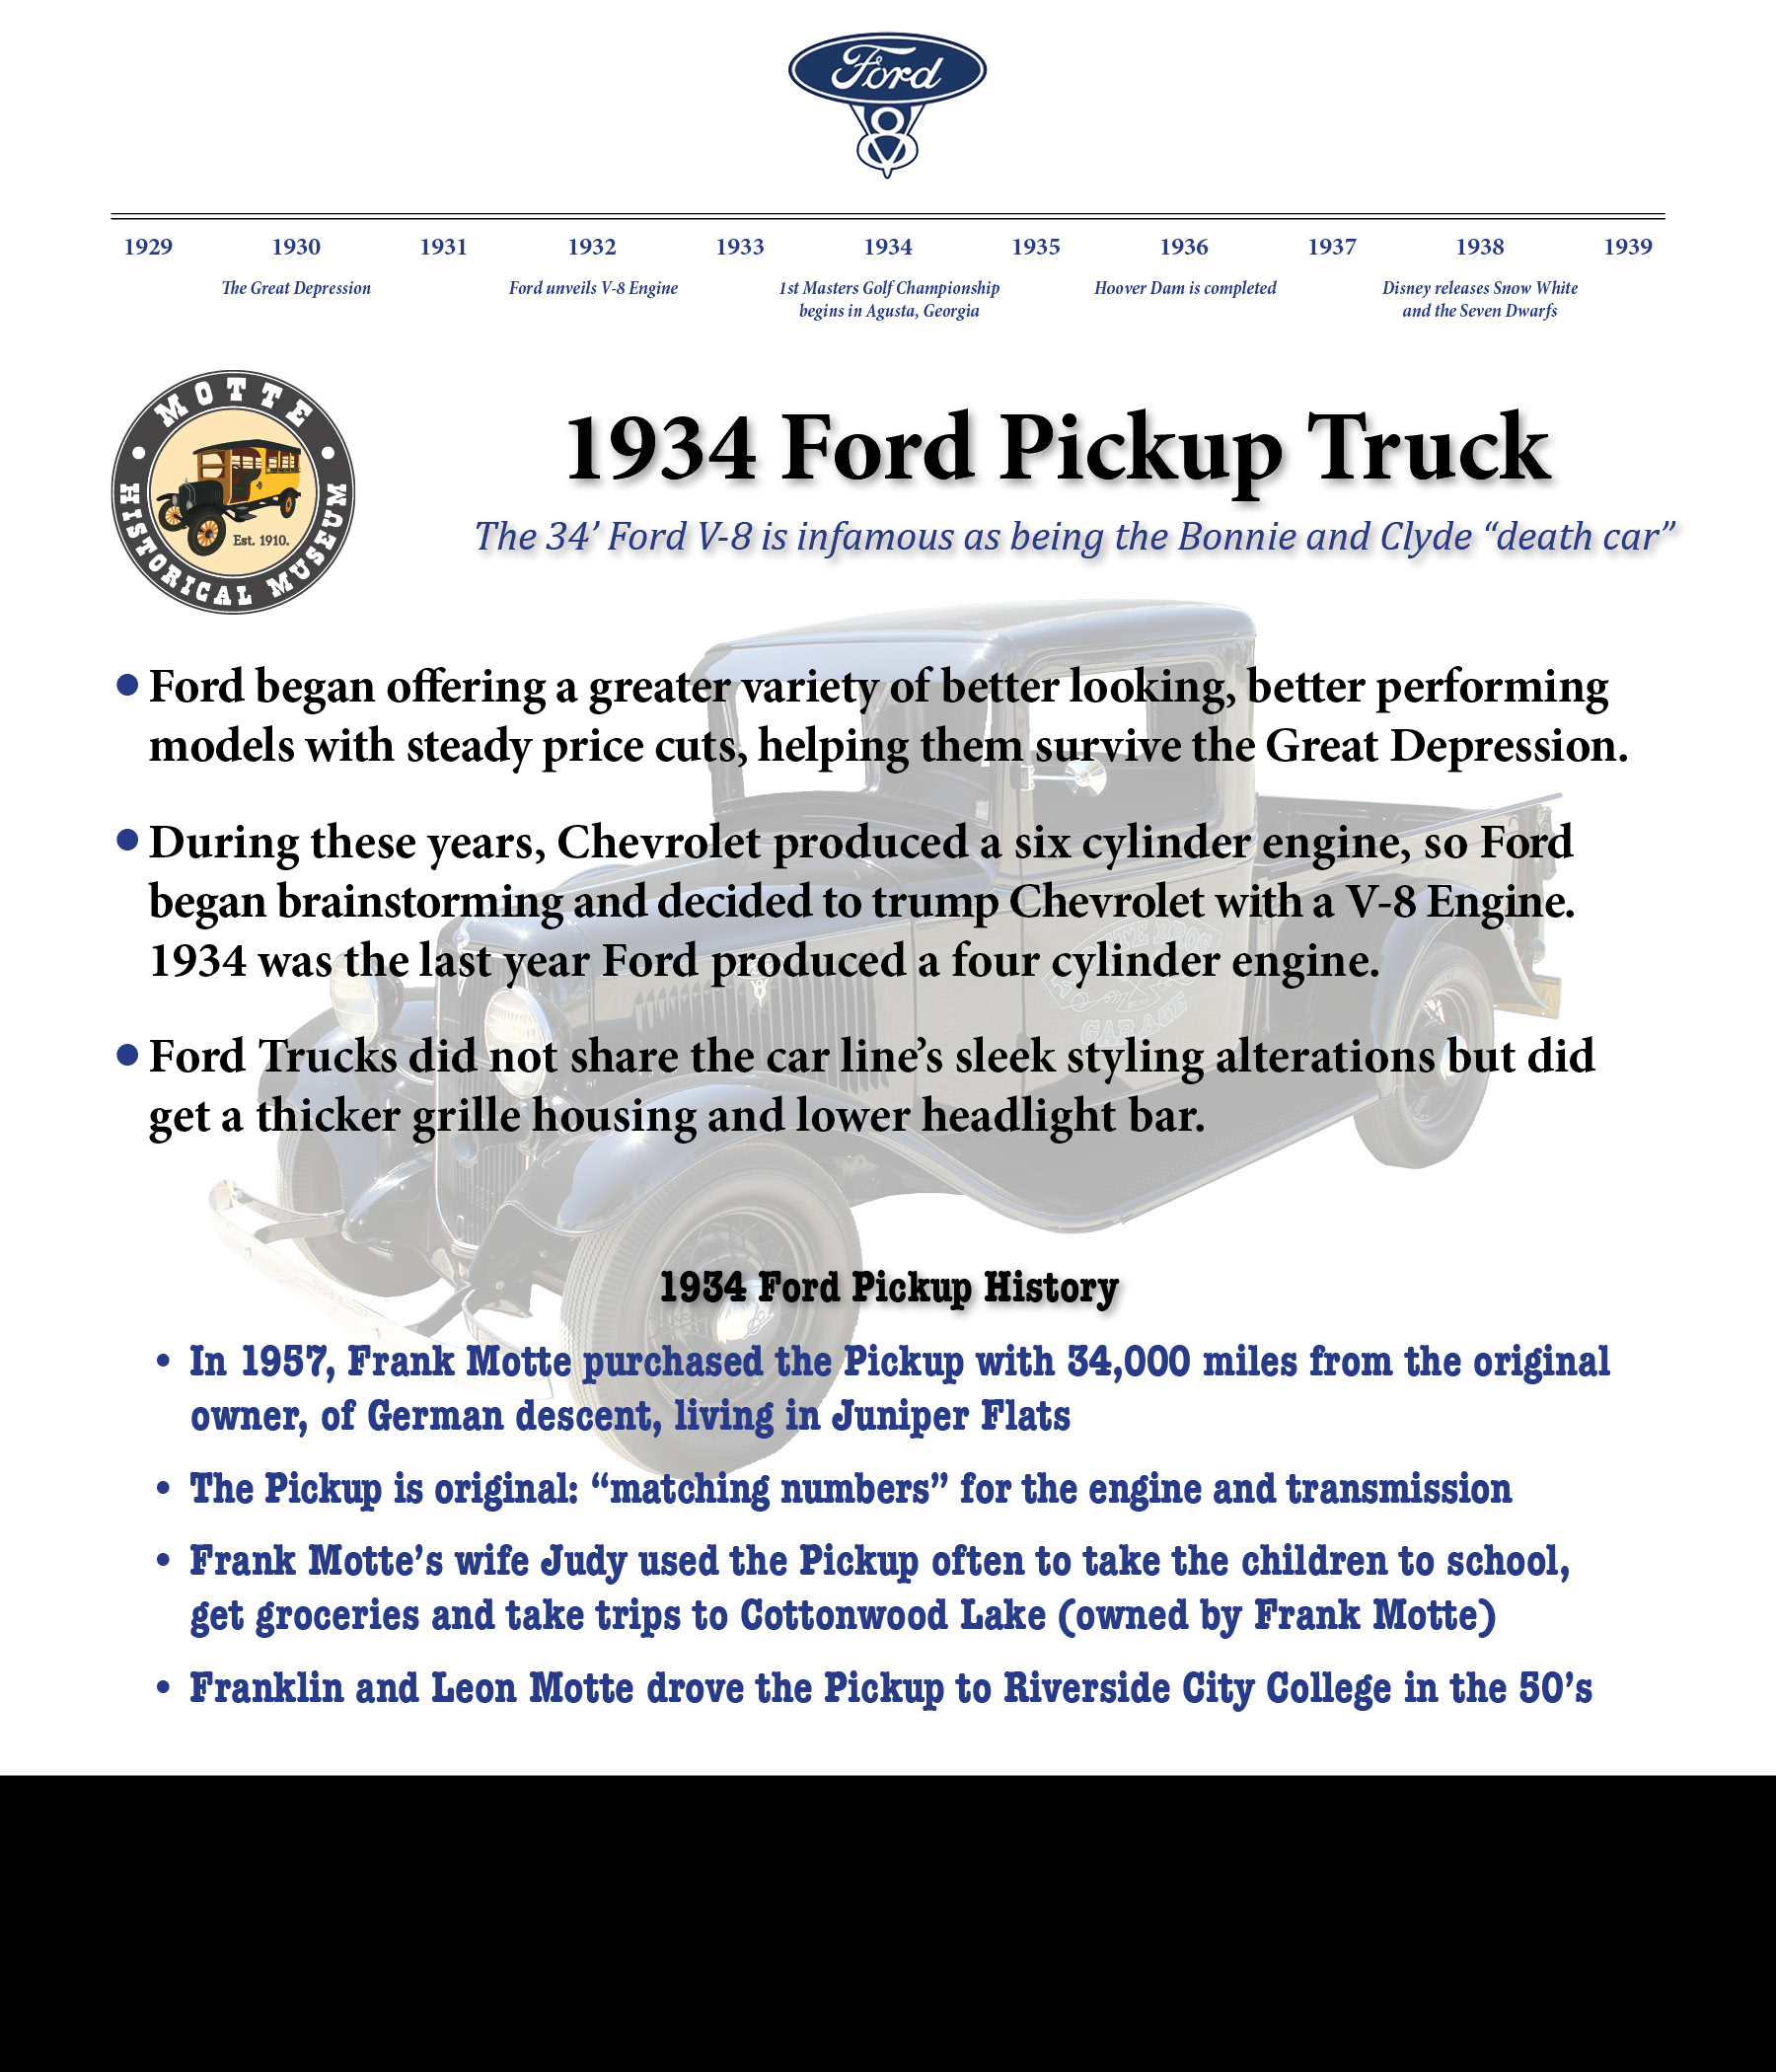 Ford
V8
1929 1930 1931 1932 1933 1934 1935 1936 1937 1938 1939
The Great Depression
Ford unveils V-8 Engine
1st Masters Golf Championship
begins in Agusta, Georgia
Hoover Dam is completed
Disney releases Snow White
and the Seven Dwarfs
MOTTE
HISTORICAL MUSEUM
Est. 1910.
1934 Ford Pickup Truck
The 34’ Ford V-8 is infamous as being the Bonnie and Clyde “death car”
• Ford began offering a greater variety of better looking, better performing
models with steady price cuts, helping them survive the Great Depression.
• During these years, Chevrolet produced a six cylinder engine, so Ford
began brainstorming and decided to trump Chevrolet with a V-8 Engine.
1934 was the last year Ford produced a four cylinder engine.
• Ford Trucks did not share the car line’s sleek styling alterations but did
get a thicker grille housing and lower headlight bar.
BROS
GARAGE
1934 Ford Pickup History
• In 1957, Frank Motte purchased the Pickup with 34,000 miles from the original
owner, of German descent, living in Juniper Flats
• The Pickup is original: “matching numbers” for the engine and transmission
• Frank Motte’s wife Judy used the Pickup often to take the children to school,
get groceries and take trips to Cottonwood Lake (owned by Frank Motte)
• Franklin and Leon Motte drove the Pickup to Riverside City College in the 50’s